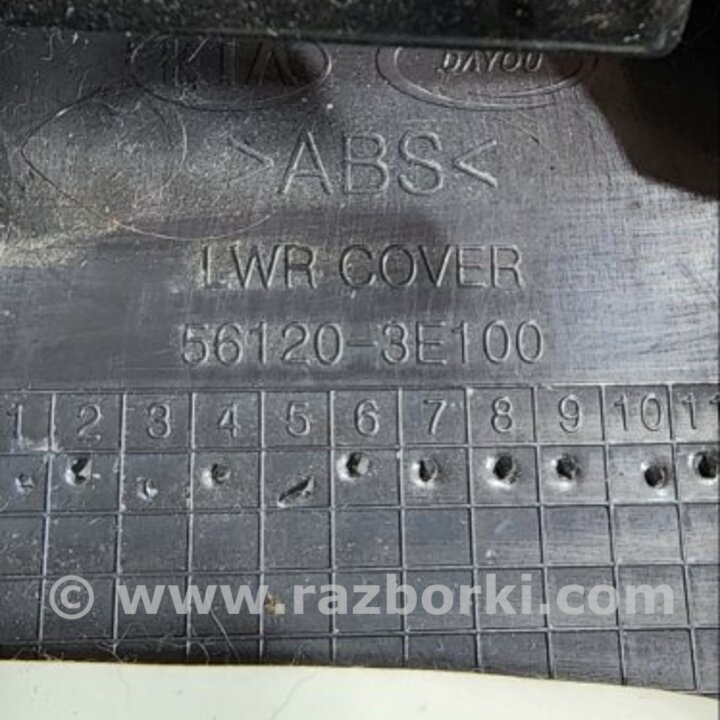 KIA DAYOU
>ABS<
LWR COVER
56120-3E100
1 2 3 4 5 6 7 8 9 10 11
© www.razborki.com